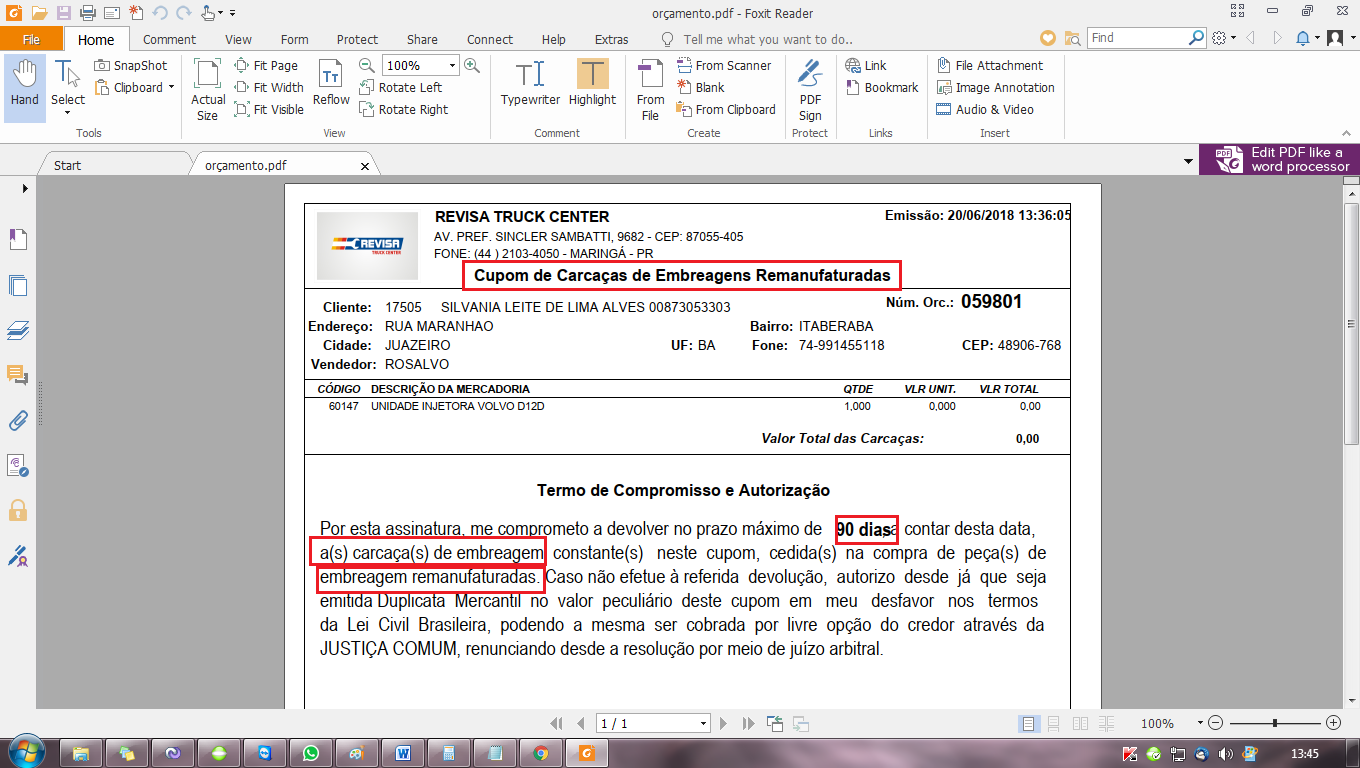 orçamento.pdf - Foxit Reader
File Home Comment View Form Protect Share Connect Help Extras Tell me what you want to do.. Find
Hand
Select
SnapShot
Clipboard
Tools
Actual Size
Fit Page
Fit Width
Fit Visible
Reflow
100%
Rotate Left
Rotate Right
View
Typewriter
Highlight
Comment
From File
From Scanner
Blank
From Clipboard
Create
PDF Sign
Protect
Link
Bookmark
Links
File Attachment
Image Annotation
Audio & Video
Insert
Start
orçamento.pdf
Edit PDF like a
word processor
REVISA
TRUCK CENTER
REVISA TRUCK CENTER
Emissão: 20/06/2018 13:36:05
AV. PREF. SINCLER SAMBATTI, 9682 - CEP: 87055-405
FONE: (44 ) 2103-4050 - MARINGÁ - PR
Cupom de Carcaças de Embreagens Remanufaturadas
Cliente: 17505 SILVANIA LEITE DE LIMA ALVES 00873053303 Núm. Orc.: 059801
Endereço: RUA MARANHAO Bairro: ITABERABA
Cidade: JUAZEIRO UF: BA Fone: 74-991455118 CEP: 48906-768
Vendedor: ROSALVO
CÓDIGO DESCRIÇÃO DA MERCADORIA QTDE VLR UNIT. VLR TOTAL
60147 UNIDADE INJETORA VOLVO D12D 1,000 0,000 0,00
Valor Total das Carcaças: 0,00
Termo de Compromisso e Autorização
Por esta assinatura, me comprometo a devolver no prazo máximo de 90 dias, a contar desta data,
a(s) carcaça(s) de embreagem constante(s) neste cupom, cedida(s) na compra de peça(s) de
embreagem remanufaturadas. Caso não efetue à referida devolução, autorizo desde já que seja
emitida Duplicata Mercantil no valor peculiário deste cupom em meu desfavor nos termos
da Lei Civil Brasileira, podendo a mesma ser cobrada por livre opção do credor através da
JUSTIÇA COMUM, renunciando desde a resolução por meio de juízo arbitral.
1 / 1
100%
13:45